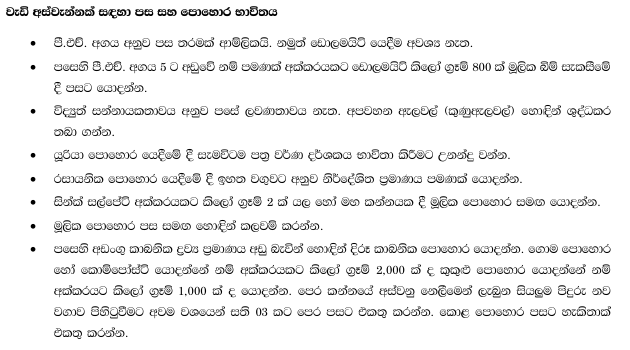 වැඩි අස්වැන්නක් සඳහා පස සහ පොහොර භාවිතය
• පී.එච්. අගය අනුව පස තරමක් ආම්ලිකයි. නමුත් ඩොලමයිට් යෙදීම අවශ්‍ය නැත.
• පසෙහි පී.එච්. අගය 5 ට අඩුවේ නම් පමණක් අක්කරයකට ඩොලමයිට් කිලෝ ග්‍රෑම් 800 ක් මූලික බිම් සැකසීමේ
දී පසට යොදන්න.
• විද්‍යුත් සන්නායකතාවය අනුව පසේ ලවණතාවය නැත. අපවහන ඇලවල් (කුණුඇලවල්) හොඳින් ශුද්ධකර
තබා ගන්න.
• යූරියා පොහොර යෙදීමේ දී සැමවිටම පත්‍ර වර්ණ දර්ශකය භාවිතා කිරීමට උනන්දු වන්න.
• රසායනික පොහොර යෙදීමේ දී ඉහත වගුවට අනුව නිර්දේශිත ප්‍රමාණය පමණක් යොදන්න.
• සින්ක් සල්පේට් අක්කරයකට කිලෝ ග්‍රෑම් 2 ක් යල හෝ මහ කන්නයක දී මූලික පොහොර සමඟ යොදන්න.
• මූලික පොහොර පස සමඟ හොඳින් කලවම් කරන්න.
• පසෙහි අඩංගු කාබනික ද්‍රව්‍ය ප්‍රමාණය අඩු බැවින් හොඳින් දිරූ කාබනික පොහොර යොදන්න. ගොම පොහොර
හෝ කොම්පෝස්ට් යොදන්නේ නම් අක්කරයකට කිලෝ ග්‍රෑම් 2,000 ක් ද කුකුළු පොහොර යොදන්නේ නම්
අක්කරයට කිලෝ ග්‍රෑම් 1,000 ක් ද යොදන්න. පෙර කන්නයේ අස්වනු නෙලීමෙන් ලැබුන සියලුම පිදුරු නව
වගාව පිහිටුවීමට අවම වශයෙන් සති 03 කට පෙර පසට එකතු කරන්න. කොළ පොහොර පසට හැකිතාක්
එකතු කරන්න.